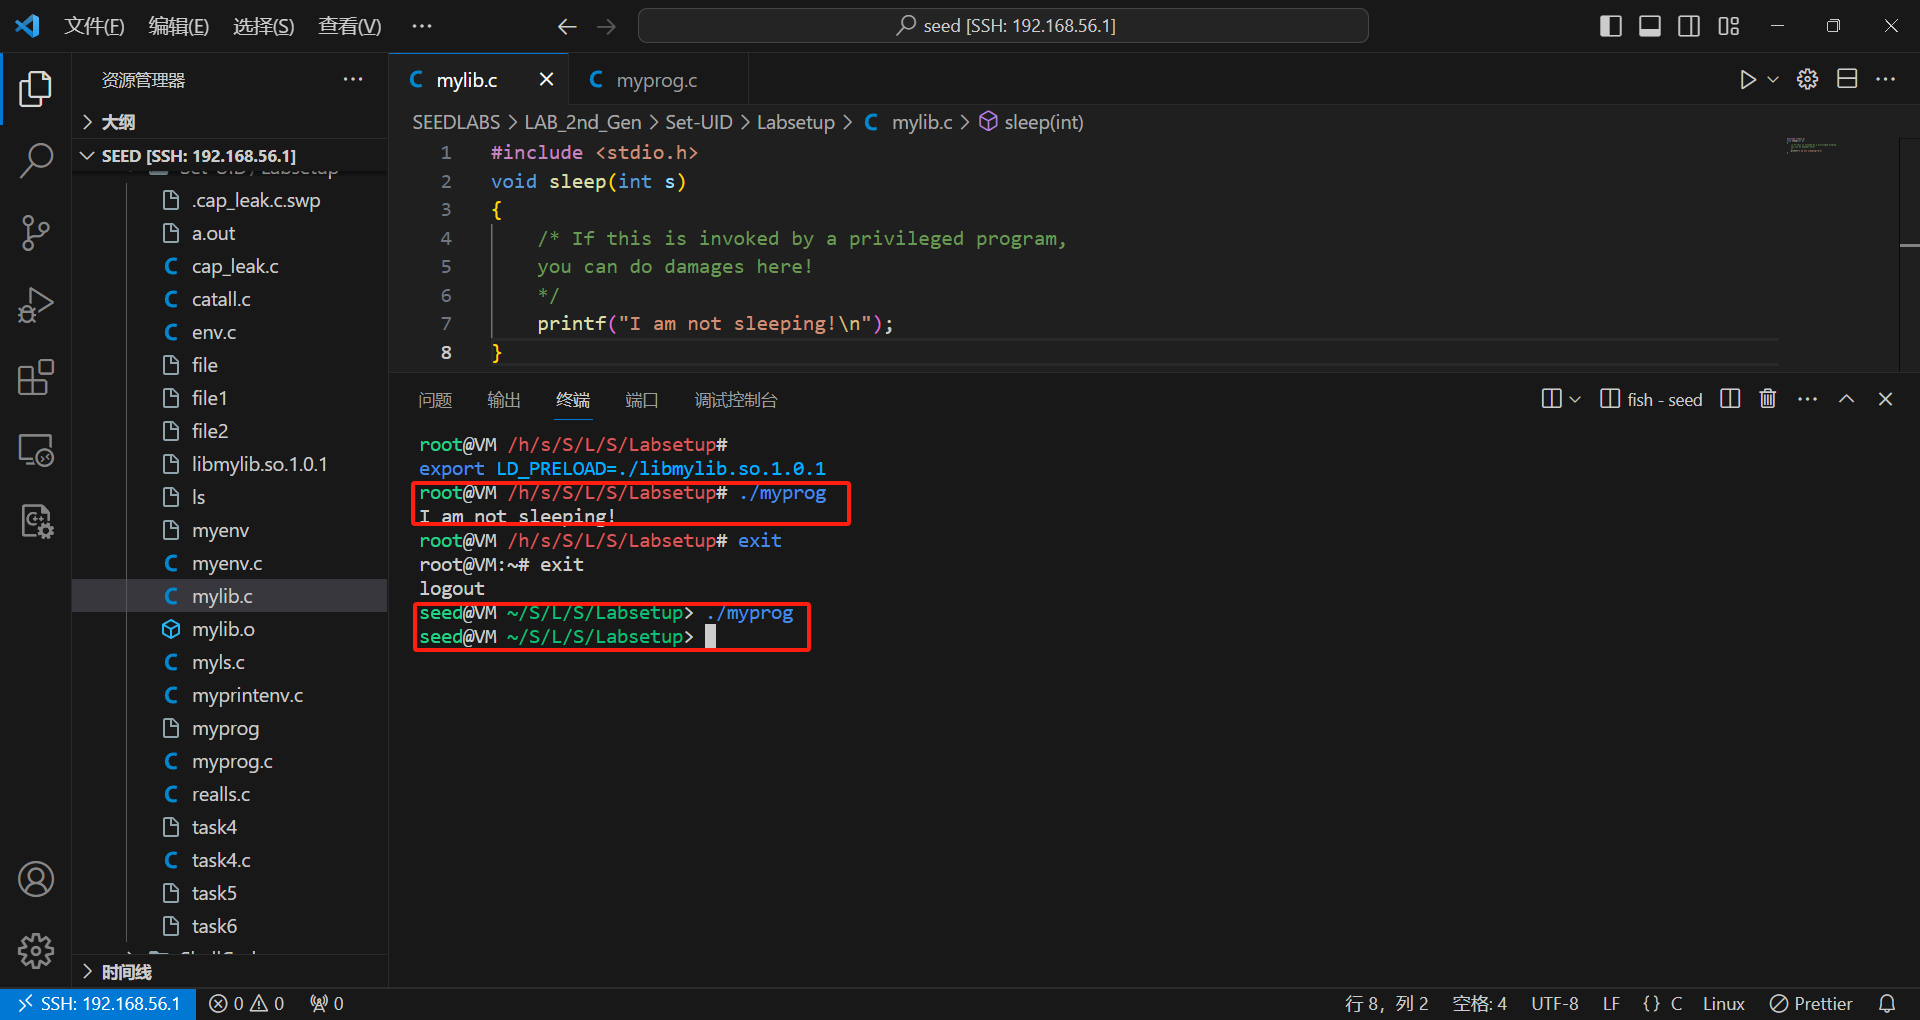 文件(F) 编辑(E) 选择(S) 查看(V) ··· seed [SSH: 192.168.56.1]
资源管理器 ···
大纲
SEED [SSH: 192.168.56.1]
Set-UID / Labsetup
.cap_leak.c.swp
a.out
C cap_leak.c
C catall.c
C env.c
file
file1
file2
libmylib.so.1.0.1
ls
myenv
C myenv.c
C mylib.c
mylib.o
C myls.c
C myprintenv.c
myprog
C myprog.c
C realls.c
task4
C task4.c
task5
task6
时间线
C mylib.c C myprog.c
SEEDLABS > LAB_2nd_Gen > Set-UID > Labsetup > C mylib.c > sleep(int)
1 #include <stdio.h>
2 void sleep(int s)
3 {
4 /* If this is invoked by a privileged program,
5 you can do damages here!
6 */
7 printf("I am not sleeping!\n");
8 }
问题 输出 终端 端口 调试控制台 fish - seed
root@VM /h/s/S/L/S/Labsetup#
export LD_PRELOAD=./libmylib.so.1.0.1
root@VM /h/s/S/L/S/Labsetup# ./myprog
I am not sleeping!
root@VM /h/s/S/L/S/Labsetup# exit
root@VM:~# exit
logout
seed@VM ~/S/L/S/Labsetup> ./myprog
seed@VM ~/S/L/S/Labsetup>
SSH: 192.168.56.1 0 0 0 行 8，列 2 空格: 4 UTF-8 LF {} C Linux Prettier